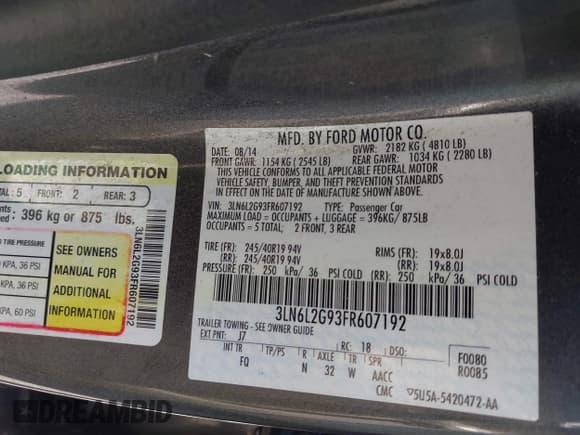 LOADING INFORMATION
TOTAL: 5 FRONT: 2 REAR: 3
396 kg or 875 lbs.
TIRE PRESSURE
KPA, 36 PSI
KPA, 36 PSI
KPA, 60 PSI
SEE OWNERS
MANUAL FOR
ADDITIONAL
INFORMATION
3LN6L2G93FR607192
MFD. BY FORD MOTOR CO.
DATE: 08/14 GVWR: 2182 KG ( 4810 LB)
FRONT GAWR: 1154 KG ( 2545 LB) REAR GAWR: 1034 KG ( 2280 LB)
THIS VEHICLE CONFORMS TO ALL APPLICABLE FEDERAL MOTOR
VEHICLE SAFETY, BUMPER, AND THEFT PREVENTION STANDARDS
IN EFFECT ON THE DATE OF MANUFACTURE SHOWN ABOVE.
VIN: 3LN6L2G93FR607192 TYPE: Passenger Car
MAXIMUM LOAD = OCCUPANTS + LUGGAGE = 396KG/875LB
OCCUPANTS = 5 TOTAL; 2 FRONT, 3 REAR
TIRE (FR): 245/40R19 94V RIMS (FR): 19x8.0J
(RR): 245/40R19 94V (RR): 19x8.0J
PRESSURE (FR): 250 kPa/ 36 PSI COLD (RR): 250 kPa/ 36 PSI COLD
3LN6L2G93FR607192
TRAILER TOWING - SEE OWNER GUIDE
EXT PNT: J7 RC: 18 DSO: F0080
INT TR TP/PS R AXLE TR SPR R0085
FQ N 32 W AACC
CMC 5U5A-5420472-AA
DREAMBID